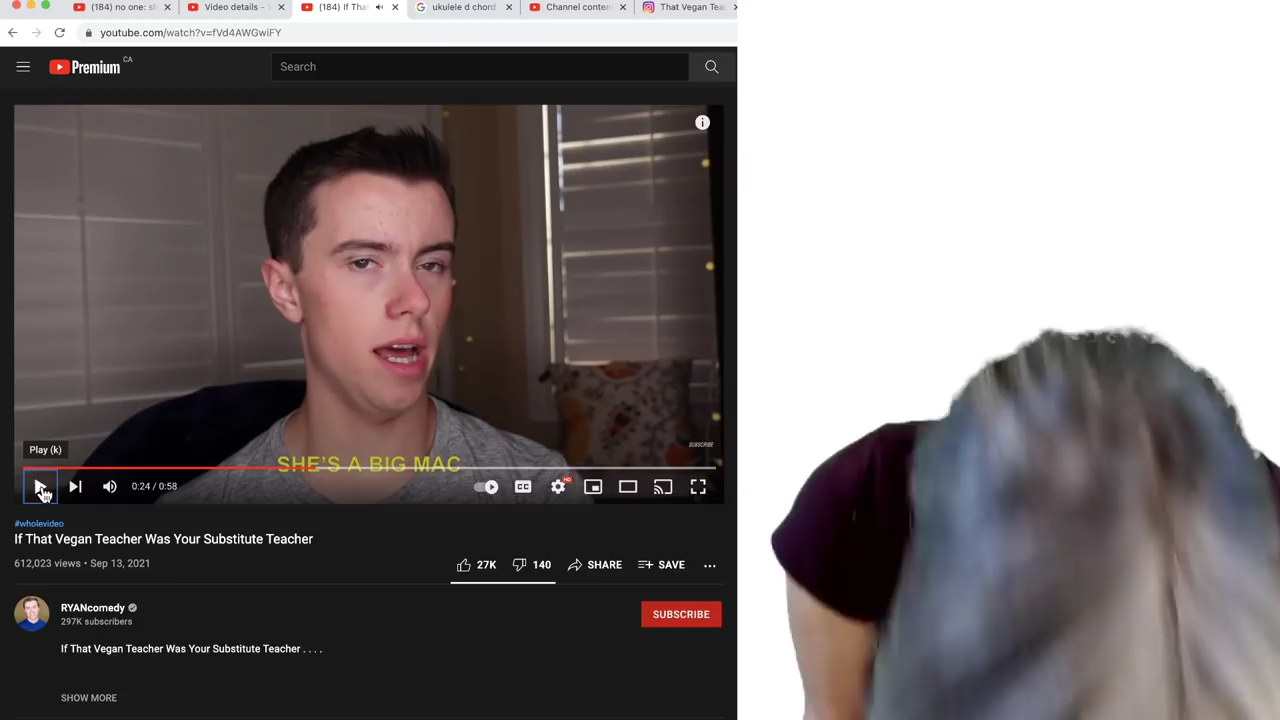 (184) no one: s
Video details -
(184) If Tha
ukulele d chord
Channel conten
That Vegan Tea
youtube.com/watch?v=fVd4AWGwiFY
Premium CA
Search
SUBSCRIBE
Play (k)
SHE'S A BIG MAC
0:24 / 0:58
CC
HD
#wholevideo
If That Vegan Teacher Was Your Substitute Teacher
612,023 views • Sep 13, 2021
27K
140
SHARE
SAVE
RYANcomedy
297K subscribers
SUBSCRIBE
If That Vegan Teacher Was Your Substitute Teacher . . . .
SHOW MORE